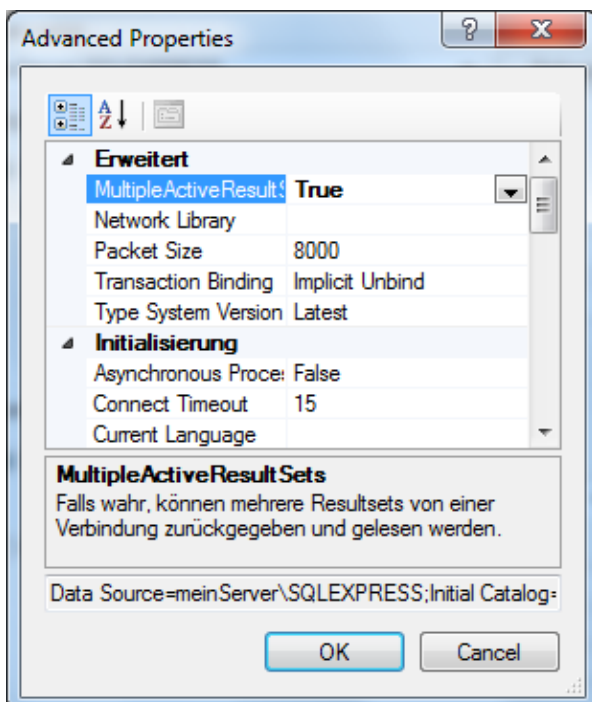 Advanced Properties
Erweitert
MultipleActiveResultS True
Network Library
Packet Size 8000
Transaction Binding Implicit Unbind
Type System Version Latest
Initialisierung
Asynchronous Proce: False
Connect Timeout 15
Current Language
MultipleActiveResultSets
Falls wahr, können mehrere Resultsets von einer
Verbindung zurückgegeben und gelesen werden.
Data Source=meinServer\SQLEXPRESS;Initial Catalog=
OK Cancel